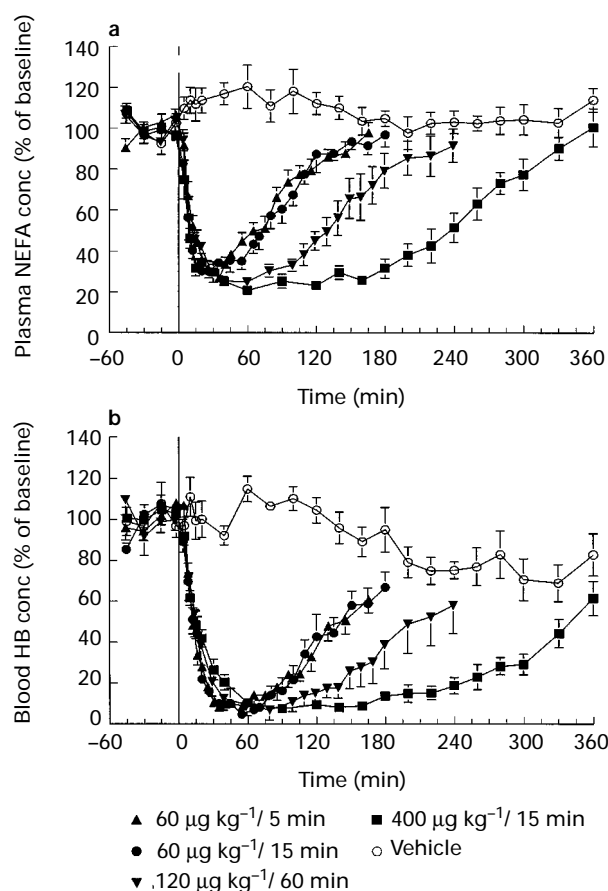 a
140
120
100
80
60
40
20
0
Plasma NEFA conc (% of baseline)
–60 0 60 120 180 240 300 360
Time (min)
b
140
120
100
80
60
40
20
0
Blood HB conc (% of baseline)
–60 0 60 120 180 240 300 360
Time (min)
▲ 60 µg kg⁻¹/ 5 min ■ 400 µg kg⁻¹/ 15 min
● 60 µg kg⁻¹/ 15 min ○ Vehicle
▼ ,120 µg kg⁻¹/ 60 min